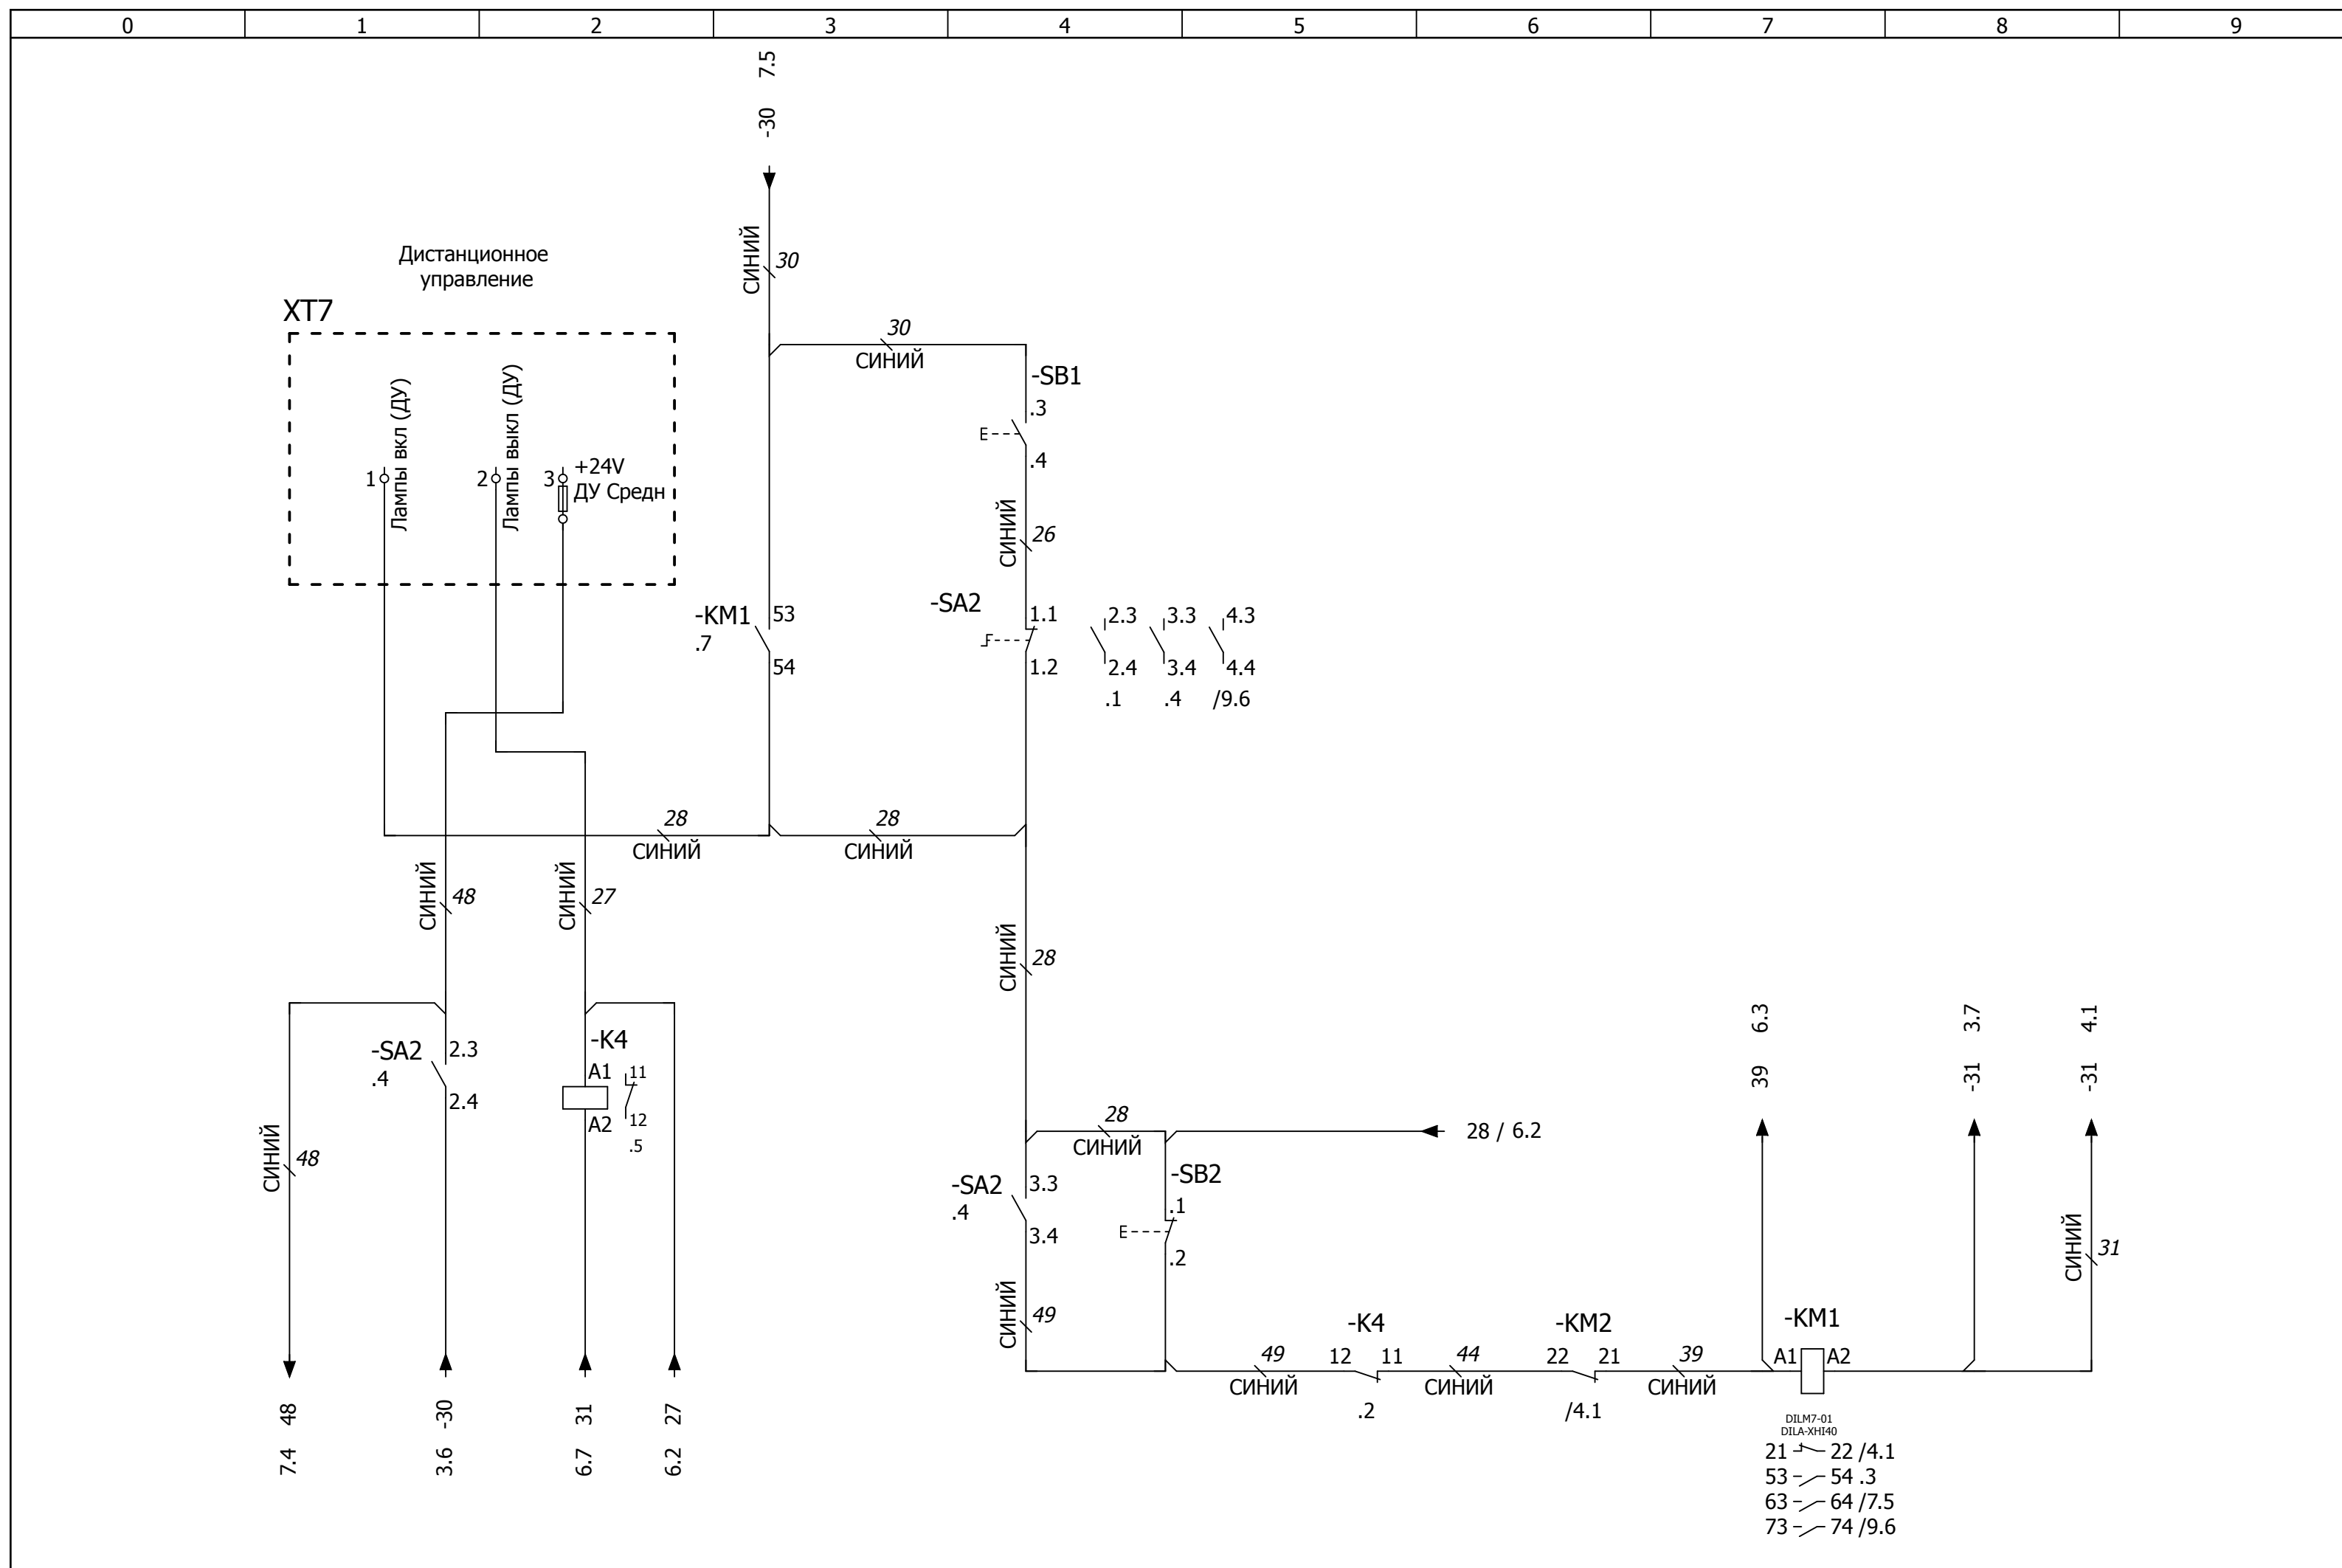 0 1 2 3 4 5 6 7 8 9
7.5
-30
СИНИЙ
30
Дистанционное
управление
XT7
1
Лампы вкл (ДУ)
2
Лампы выкл (ДУ)
3
+24V
ДУ Средн
30
СИНИЙ
-SB1
.3
.4
СИНИЙ
26
-KM1
.7
53
54
-SA2
1.1
1.2
2.3
2.4
.1
3.3
3.4
.4
4.3
4.4
/9.6
28
СИНИЙ
28
СИНИЙ
СИНИЙ
48
СИНИЙ
27
СИНИЙ
28
-SA2
.4
2.3
2.4
-K4
A1
A2
11
12
.5
СИНИЙ
48
7.4 48
3.6 -30
6.7 31
6.2 27
28
СИНИЙ
28 / 6.2
-SA2
.4
3.3
3.4
-SB2
.1
.2
СИНИЙ
49
49
СИНИЙ
-K4
12 11
.2
44
СИНИЙ
-KM2
22 21
/4.1
39
СИНИЙ
39 6.3
-31 3.7
-31 4.1
СИНИЙ
31
-KM1
A1 A2
DILM7-01
DILA-XHI40
21 22 /4.1
53 54 .3
63 64 /7.5
73 74 /9.6